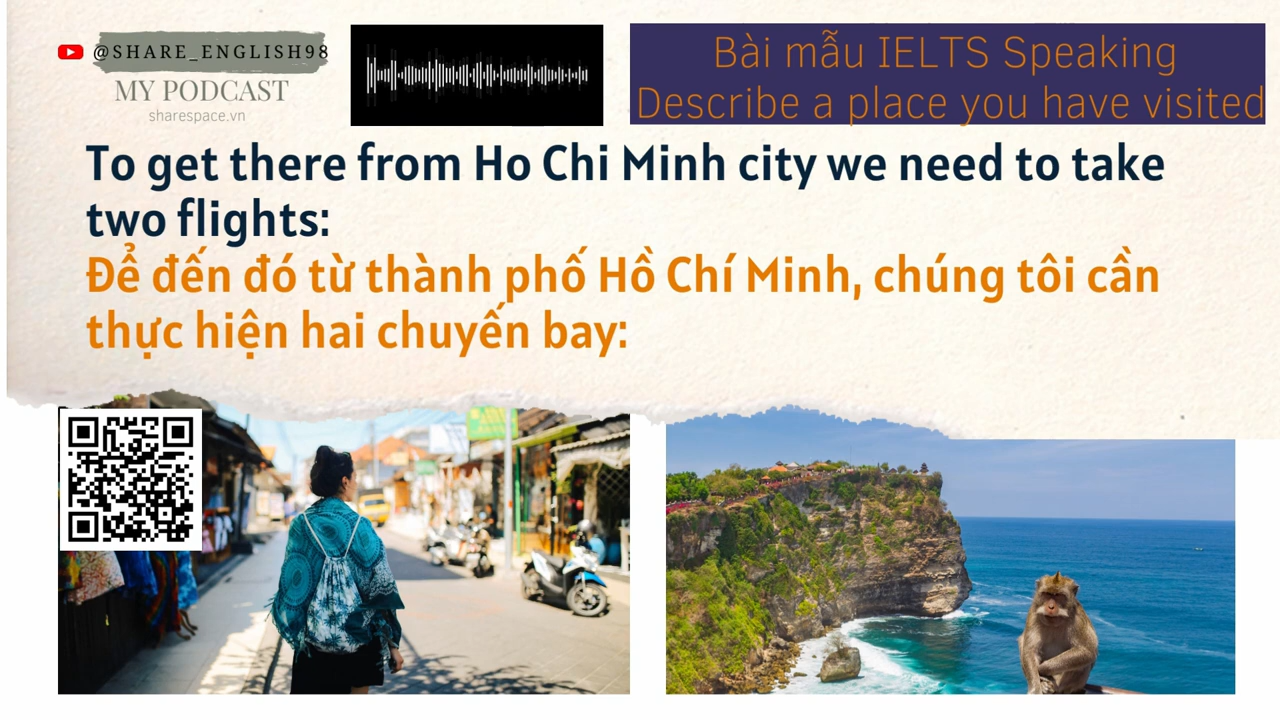 @SHARE_ENGLISH98
MY PODCAST
sharespace.vn
Bài mẫu IELTS Speaking
Describe a place you have visited
To get there from Ho Chi Minh city we need to take
two flights:
Để đến đó từ thành phố Hồ Chí Minh, chúng tôi cần
thực hiện hai chuyến bay: